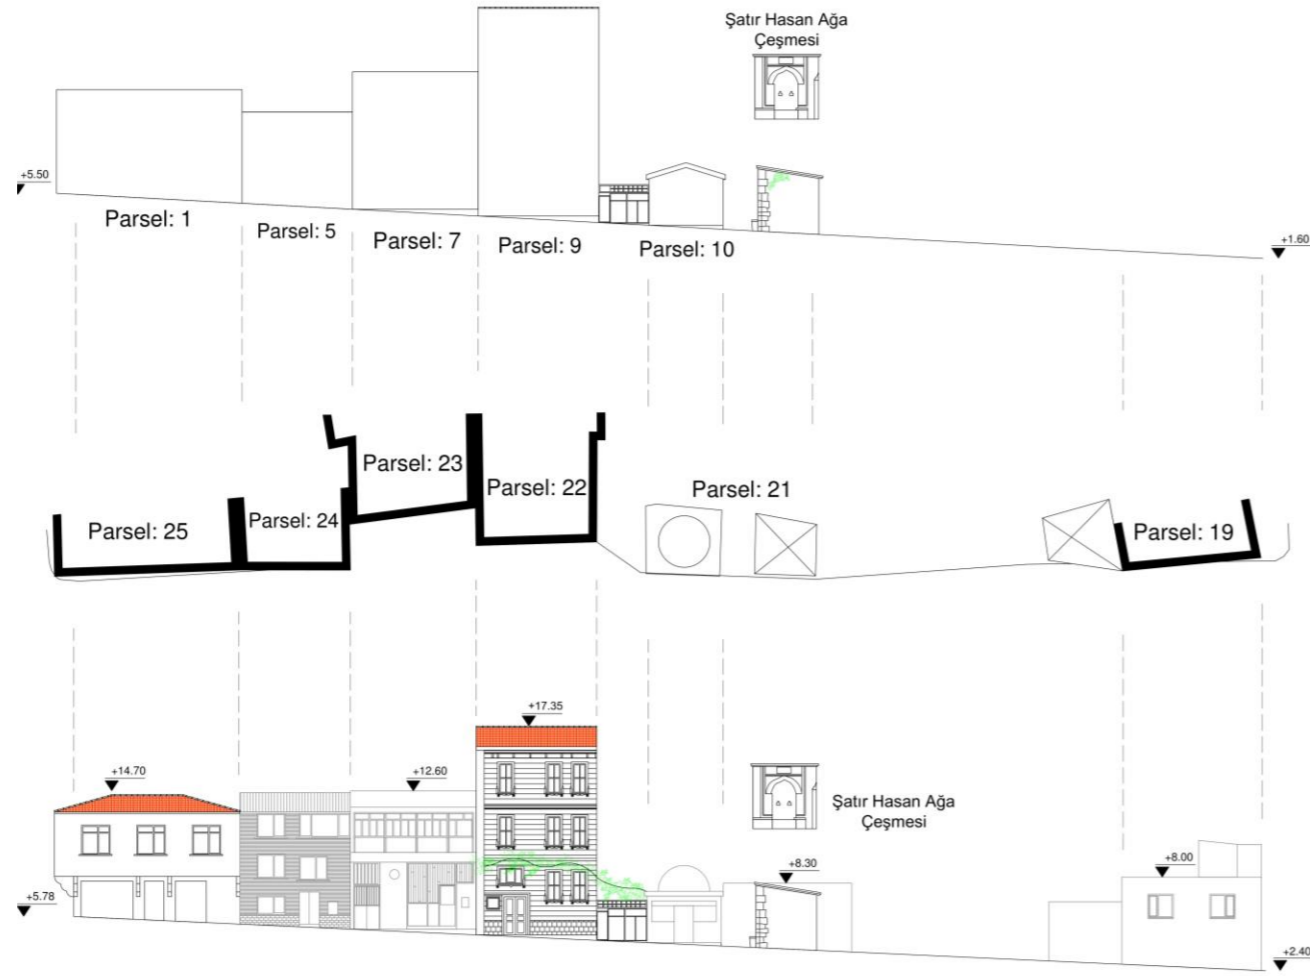 Şatır Hasan Ağa
Çeşmesi
+5.50
Parsel: 1
Parsel: 5
Parsel: 7
Parsel: 9
Parsel: 10
+1.60
Parsel: 25
Parsel: 24
Parsel: 23
Parsel: 22
Parsel: 21
Parsel: 19
+17.35
+14.70
+12.60
Şatır Hasan Ağa
Çeşmesi
+8.30
+8.00
+5.78
+2.40